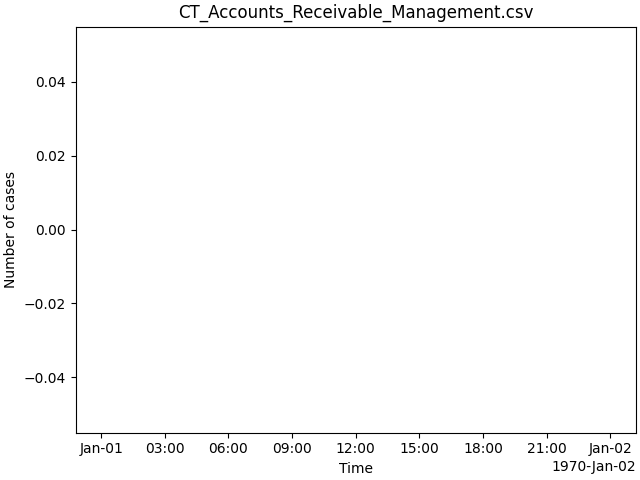 CT_Accounts_Receivable_Management.csv
Number of cases
0.04
0.02
0.00
−0.02
−0.04
Jan-01 03:00 06:00 09:00 12:00 15:00 18:00 21:00 Jan-02
1970-Jan-02
Time